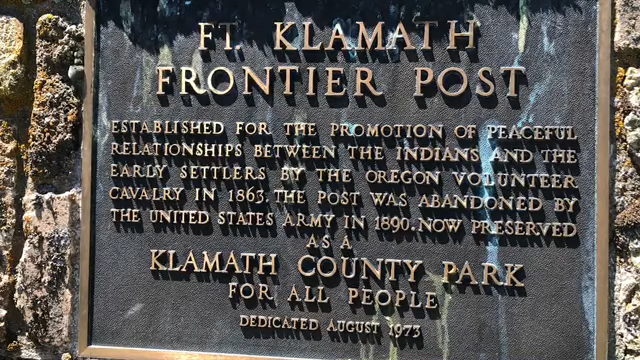 FT. KLAMATH
FRONTIER POST
ESTABLISHED FOR THE PROMOTION OF PEACEFUL
RELATIONSHIPS BETWEEN THE INDIANS AND THE
EARLY SETTLERS BY THE OREGON VOLUNTEER
CAVALRY IN 1863. THE POST WAS ABANDONED BY
THE UNITED STATES ARMY IN 1890. NOW PRESERVED
AS A
KLAMATH COUNTY PARK
FOR ALL PEOPLE
DEDICATED AUGUST 1973